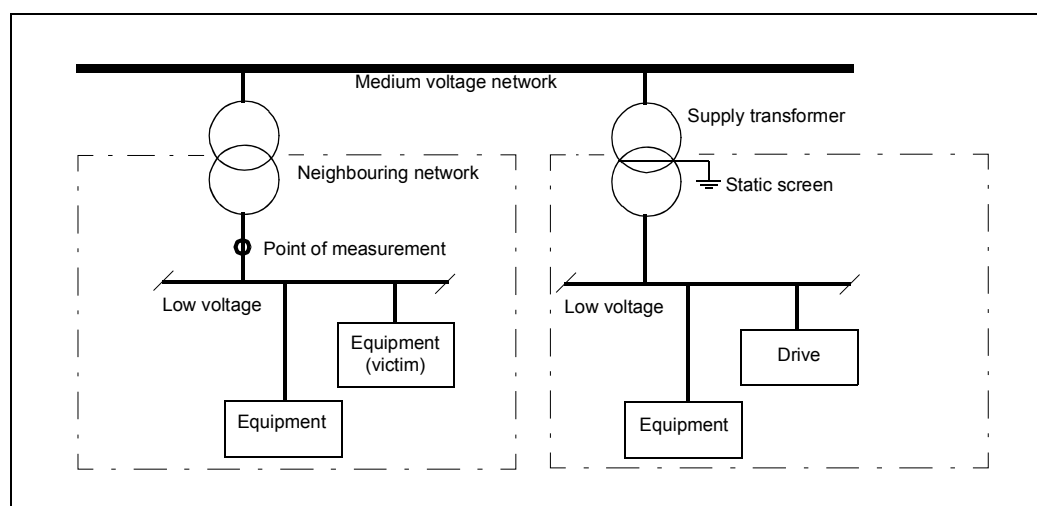 Medium voltage network
Supply transformer
Neighbouring network
Static screen
Point of measurement
Low voltage
Low voltage
Equipment
(victim)
Drive
Equipment
Equipment